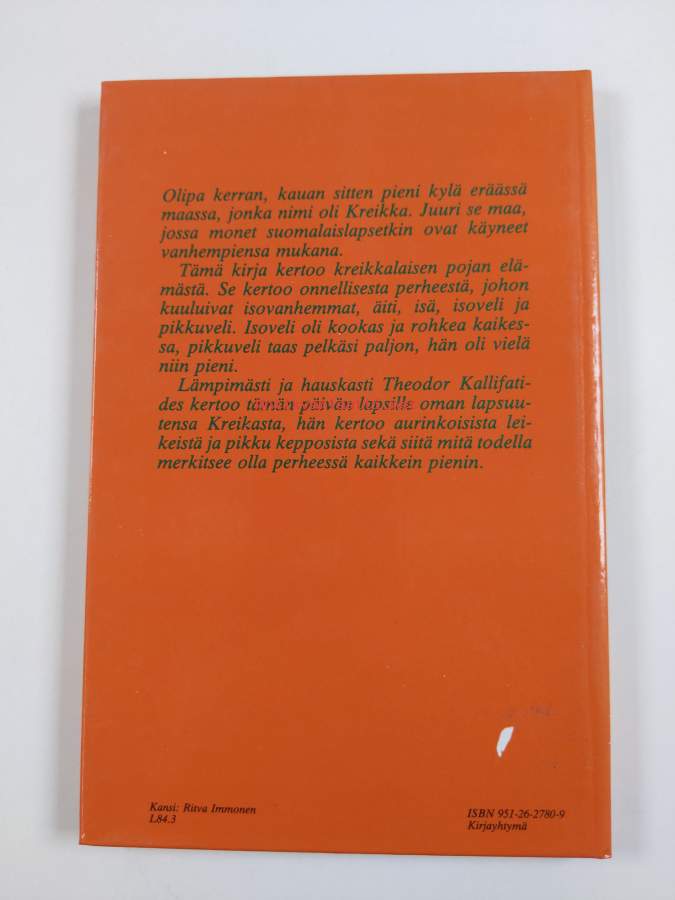 Olipa kerran, kauan sitten pieni kylä eräässä
maassa, jonka nimi oli Kreikka. Juuri se maa,
jossa monet suomalaislapsetkin ovat käyneet
vanhempiensa mukana.
Tämä kirja kertoo kreikkalaisen pojan elä-
mästä. Se kertoo onnellisesta perheestä, johon
kuuluivat isovanhemmat, äiti, isä, isoveli ja
pikkuveli. Isoveli oli kookas ja rohkea kaikes-
sa, pikkuveli taas pelkäsi paljon, hän oli vielä
niin pieni.
Lämpimästi ja hauskasti Theodor Kallifati-
des kertoo tämän päivän lapsille oman lapsuu-
tensa Kreikasta, hän kertoo aurinkoisista lei-
keistä ja pikku kepposista sekä siitä mitä todella
merkitsee olla perheessä kaikkein pienin.
Kansi: Ritva Immonen
L84.3
ISBN 951-26-2780-9
Kirjayhtymä